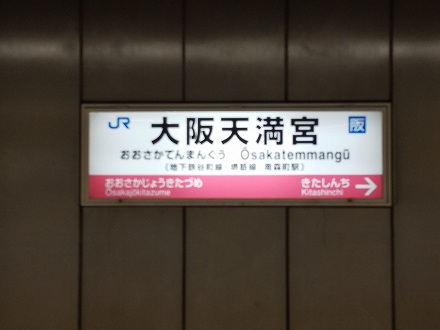 JR 大阪天満宮 阪
おおさかてんまんぐう Ōsakatemmangū
(地下鉄谷町線 堺筋線 南森町駅)
おおさかじょうきたづめ きたしんち
Ōsakajōkitazume Kitashinchi